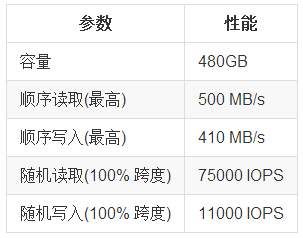 参数 性能
容量 480GB
顺序读取(最高) 500 MB/s
顺序写入(最高) 410 MB/s
随机读取(100% 跨度) 75000 IOPS
随机写入(100% 跨度) 11000 IOPS